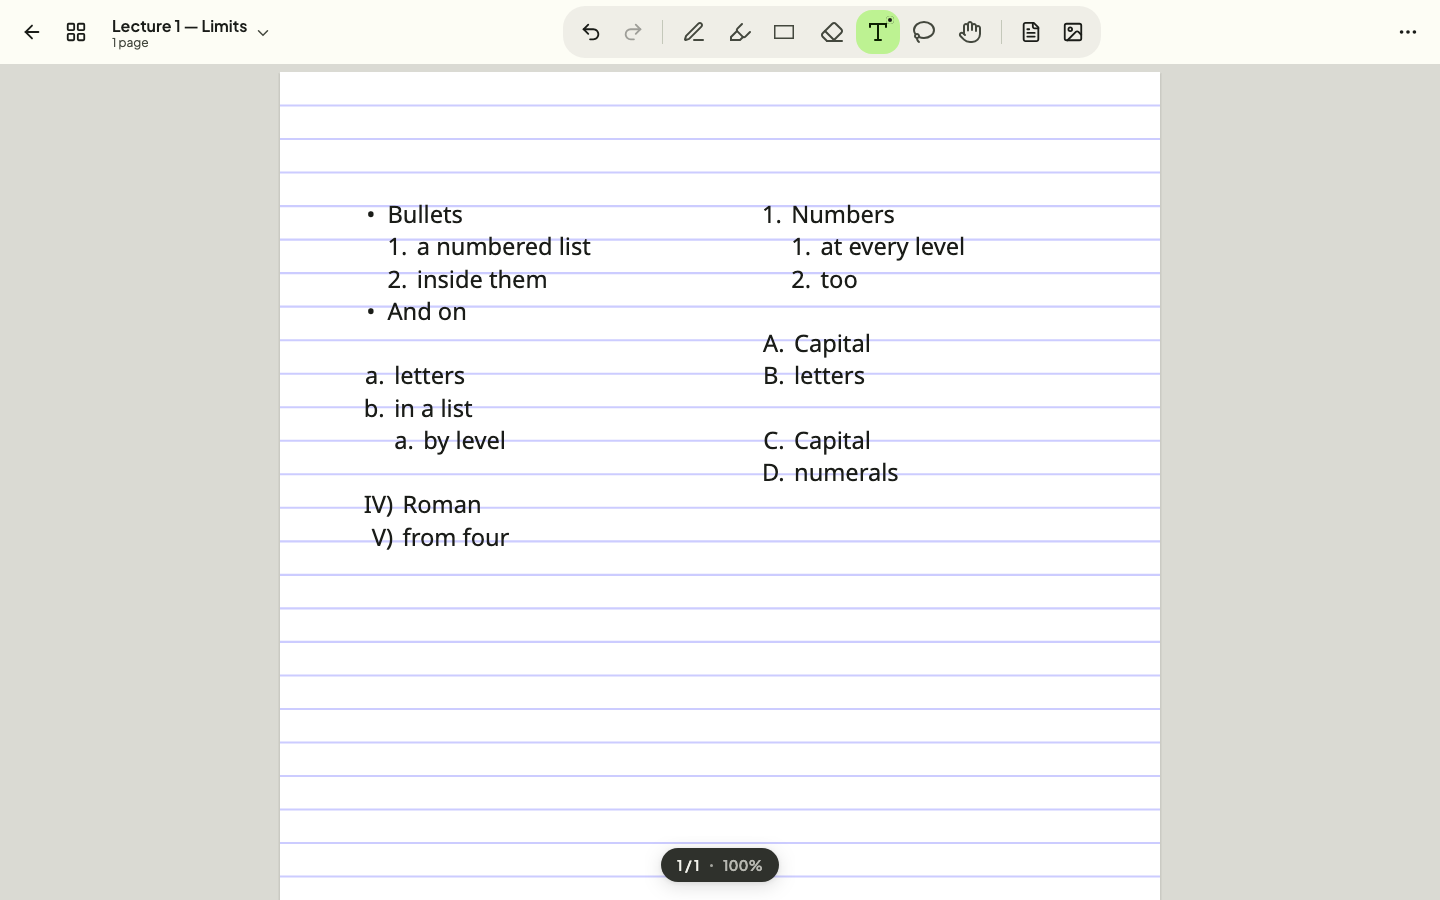 Lecture 1 — Limits
1 page
• Bullets
1. a numbered list
2. inside them
• And on
a. letters
b. in a list
a. by level
IV) Roman
V) from four
1. Numbers
1. at every level
2. too
A. Capital
B. letters
C. Capital
D. numerals
1 / 1 · 100%